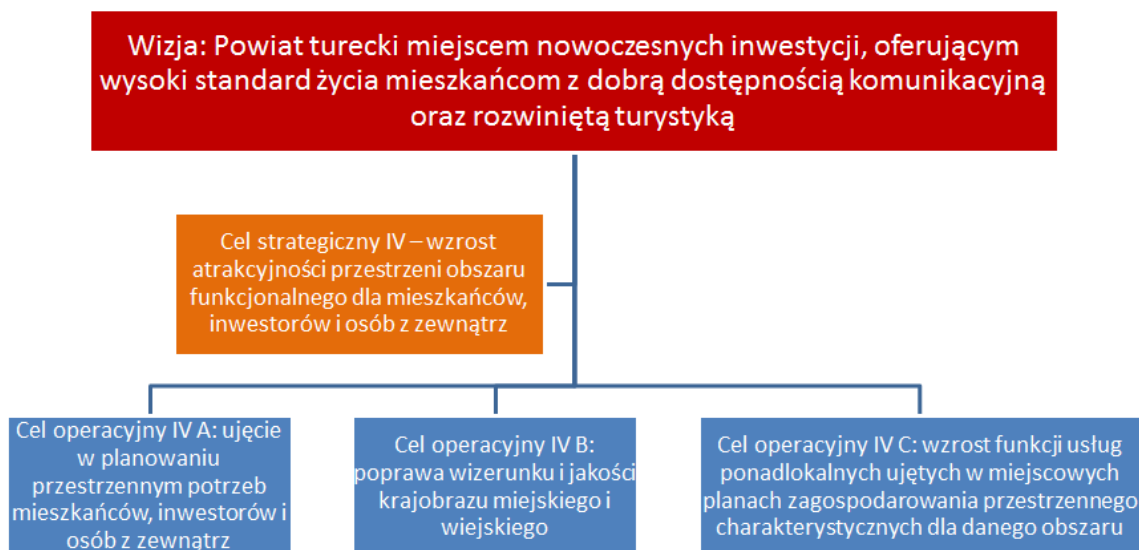 Wizja: Powiat turecki miejscem nowoczesnych inwestycji, oferującym
wysoki standard życia mieszkańcom z dobrą dostępnością komunikacyjną
oraz rozwiniętą turystyką
Cel strategiczny IV – wzrost
atrakcyjności przestrzeni obszaru
funkcjonalnego dla mieszkańców,
inwestorów i osób z zewnątrz
Cel operacyjny IV A: ujęcie
w planowaniu
przestrzennym potrzeb
mieszkańców, inwestorów i
osób z zewnątrz
Cel operacyjny IV B:
poprawa wizerunku i jakości
krajobrazu miejskiego i
wiejskiego
Cel operacyjny IV C: wzrost funkcji usług
ponadlokalnych ujętych w miejscowych
planach zagospodarowania przestrzennego
charakterystycznych dla danego obszaru